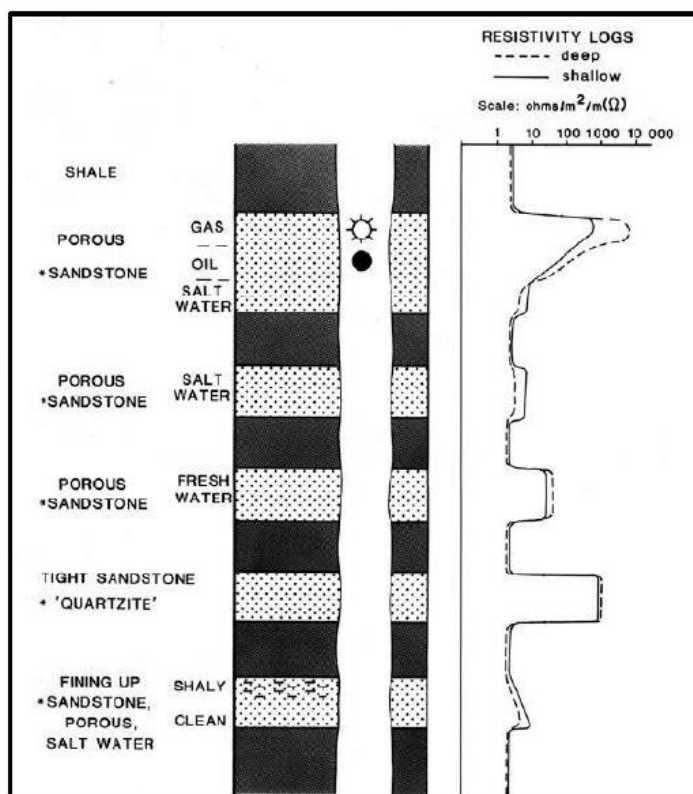 RESISTIVITY LOGS
deep
shallow
Scale: ohms/m²/m(Ω)
1 10 100 1000 10 000
SHALE
GAS
POROUS
*SANDSTONE
OIL
SALT
WATER
POROUS
*SANDSTONE
SALT
WATER
POROUS
*SANDSTONE
FRESH
WATER
TIGHT SANDSTONE
* 'QUARTZITE'
FINING UP
*SANDSTONE,
POROUS,
SALT WATER
SHALY
CLEAN